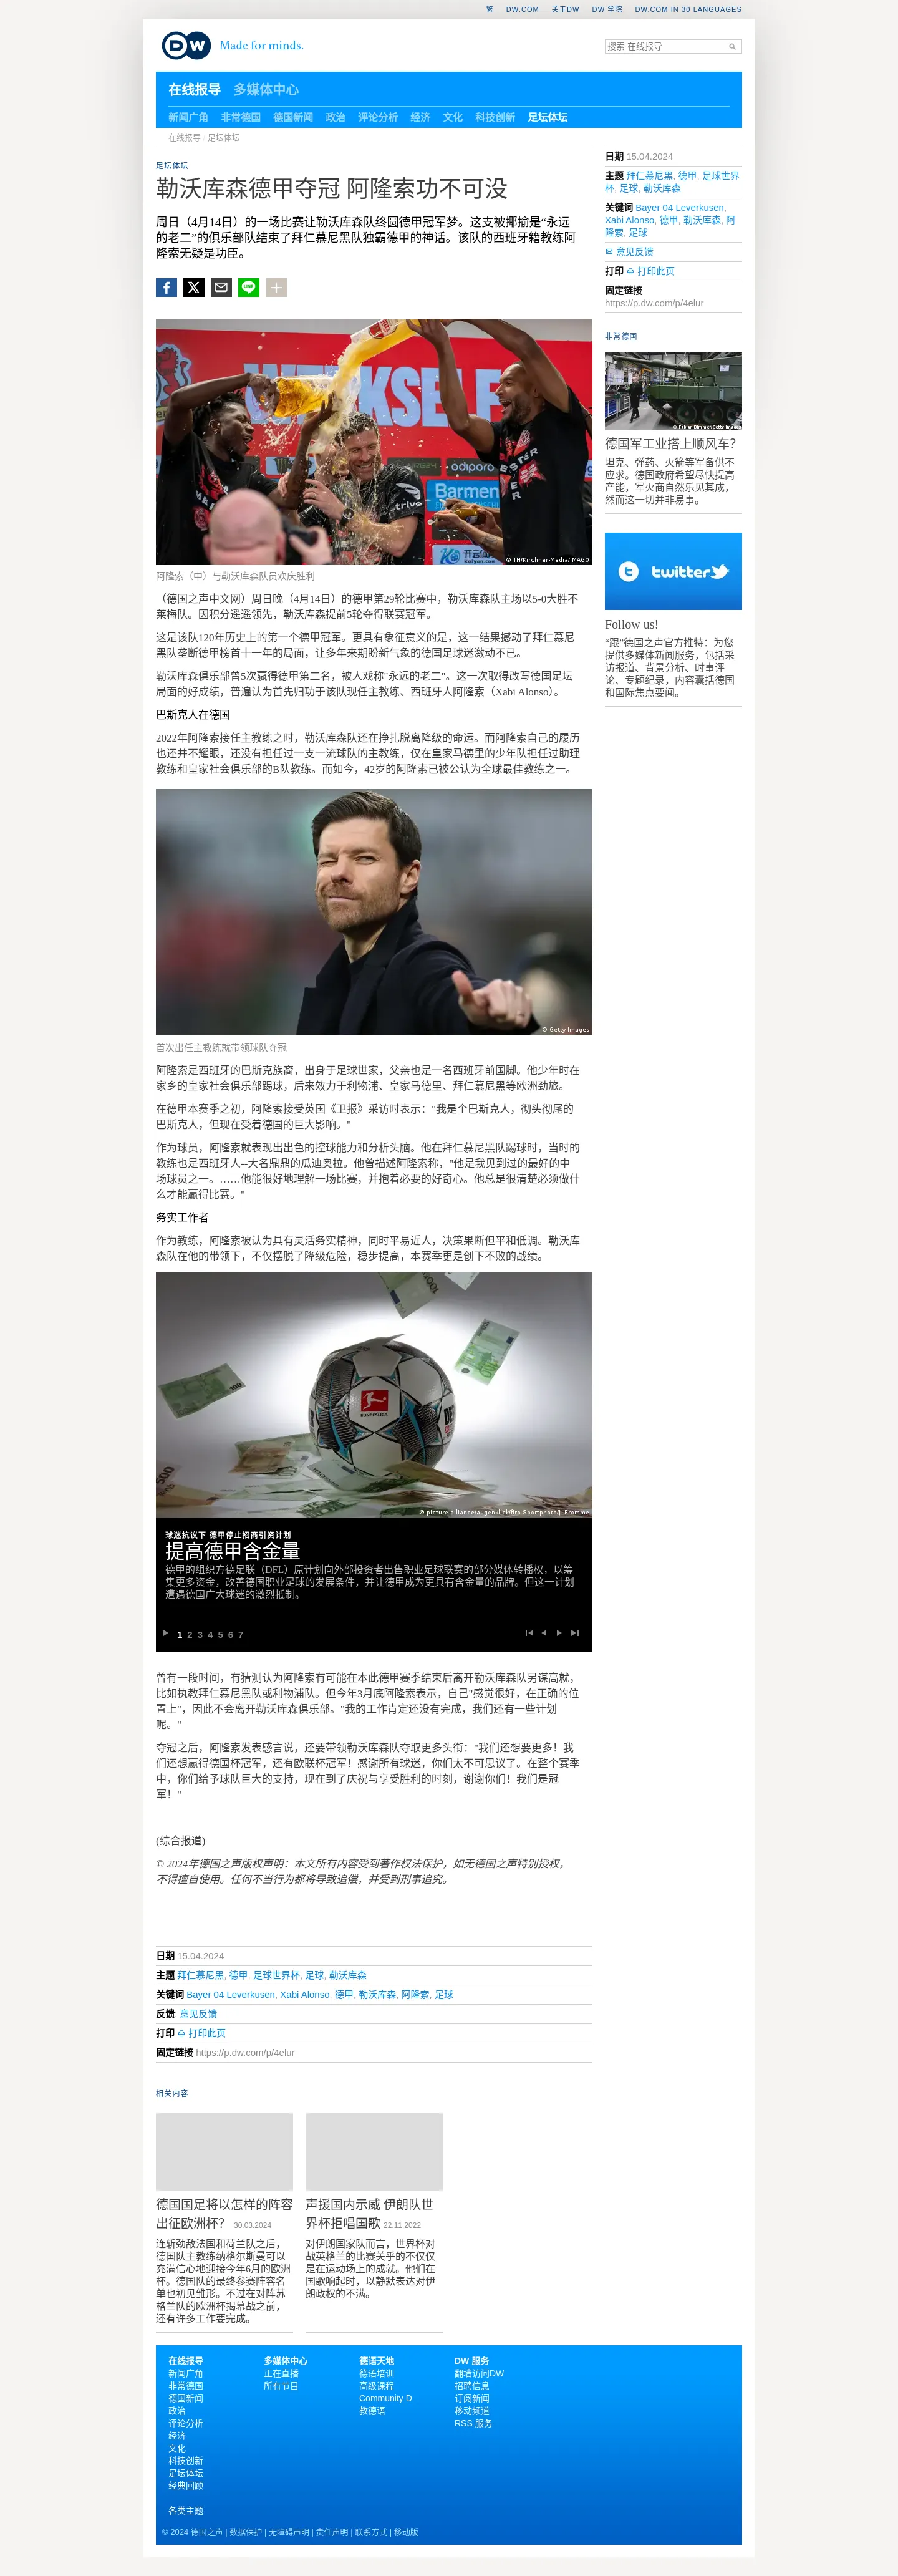 繁 DW.COM 关于DW DW 学院 DW.COM IN 30 LANGUAGES
DW Made for minds.
搜索 在线报导
在线报导 多媒体中心
新闻广角 非常德国 德国新闻 政治 评论分析 经济 文化 科技创新 足坛体坛
在线报导 / 足坛体坛
足坛体坛
勒沃库森德甲夺冠 阿隆索功不可没
周日（4月14日）的一场比赛让勒沃库森队终圆德甲冠军梦。这支被揶揄是“永远
的老二”的俱乐部队结束了拜仁慕尼黑队独霸德甲的神话。该队的西班牙籍教练阿
隆索无疑是功臣。
WERKSELF
odipro
Barmen
trive
开云体育
kaiyun.com
© TH/Kirchner-Media/IMAGO
阿隆索（中）与勒沃库森队员欢庆胜利
（德国之声中文网）周日晚（4月14日）的德甲第29轮比赛中，勒沃库森队主场以5-0大胜不
莱梅队。因积分遥遥领先，勒沃库森提前5轮夺得联赛冠军。
这是该队120年历史上的第一个德甲冠军。更具有象征意义的是，这一结果撼动了拜仁慕尼
黑队垄断德甲榜首十一年的局面，让多年来期盼新气象的德国足球迷激动不已。
勒沃库森俱乐部曾5次赢得德甲第二名，被人戏称"永远的老二"。这一次取得改写德国足坛
局面的好成绩，普遍认为首先归功于该队现任主教练、西班牙人阿隆索（Xabi Alonso）。
巴斯克人在德国
2022年阿隆索接任主教练之时，勒沃库森队还在挣扎脱离降级的命运。而阿隆索自己的履历
也还并不耀眼，还没有担任过一支一流球队的主教练，仅在皇家马德里的少年队担任过助理
教练和皇家社会俱乐部的B队教练。而如今，42岁的阿隆索已被公认为全球最佳教练之一。
© Getty Images
首次出任主教练就带领球队夺冠
阿隆索是西班牙的巴斯克族裔，出身于足球世家，父亲也是一名西班牙前国脚。他少年时在
家乡的皇家社会俱乐部踢球，后来效力于利物浦、皇家马德里、拜仁慕尼黑等欧洲劲旅。
在德甲本赛季之初，阿隆索接受英国《卫报》采访时表示："我是个巴斯克人，彻头彻尾的
巴斯克人，但现在受着德国的巨大影响。"
作为球员，阿隆索就表现出出色的控球能力和分析头脑。他在拜仁慕尼黑队踢球时，当时的
教练也是西班牙人--大名鼎鼎的瓜迪奥拉。他曾描述阿隆索称，"他是我见到过的最好的中
场球员之一。……他能很好地理解一场比赛，并抱着必要的好奇心。他总是很清楚必须做什
么才能赢得比赛。"
务实工作者
作为教练，阿隆索被认为具有灵活务实精神，同时平易近人，决策果断但平和低调。勒沃库
森队在他的带领下，不仅摆脱了降级危险，稳步提高，本赛季更是创下不败的战绩。
BUNDESLIGA
© picture-alliance/augenklick/firo Sportphoto/J. Fromme
球迷抗议下 德甲停止招商引资计划
提高德甲含金量
德甲的组织方德足联（DFL）原计划向外部投资者出售职业足球联赛的部分媒体转播权，以筹
集更多资金，改善德国职业足球的发展条件，并让德甲成为更具有含金量的品牌。但这一计划
遭遇德国广大球迷的激烈抵制。
1 2 3 4 5 6 7
曾有一段时间，有猜测认为阿隆索有可能在本此德甲赛季结束后离开勒沃库森队另谋高就，
比如执教拜仁慕尼黑队或利物浦队。但今年3月底阿隆索表示，自己"感觉很好，在正确的位
置上"，因此不会离开勒沃库森俱乐部。"我的工作肯定还没有完成，我们还有一些计划
呢。"
夺冠之后，阿隆索发表感言说，还要带领勒沃库森队夺取更多头衔："我们还想要更多！我
们还想赢得德国杯冠军，还有欧联杯冠军！感谢所有球迷，你们太不可思议了。在整个赛季
中，你们给予球队巨大的支持，现在到了庆祝与享受胜利的时刻，谢谢你们！我们是冠
军！"
(综合报道)
© 2024年德国之声版权声明：本文所有内容受到著作权法保护，如无德国之声特别授权，
不得擅自使用。任何不当行为都将导致追偿，并受到刑事追究。
日期 15.04.2024
主题 拜仁慕尼黑, 德甲, 足球世界杯, 足球, 勒沃库森
关键词 Bayer 04 Leverkusen, Xabi Alonso, 德甲, 勒沃库森, 阿隆索, 足球
反馈: 意见反馈
打印 打印此页
固定链接 https://p.dw.com/p/4elur
相关内容
德国国足将以怎样的阵容
出征欧洲杯？ 30.03.2024
连斩劲敌法国和荷兰队之后，
德国队主教练纳格尔斯曼可以
充满信心地迎接今年6月的欧洲
杯。德国队的最终参赛阵容名
单也初见雏形。不过在对阵苏
格兰队的欧洲杯揭幕战之前，
还有许多工作要完成。
声援国内示威 伊朗队世
界杯拒唱国歌 22.11.2022
对伊朗国家队而言，世界杯对
战英格兰的比赛关乎的不仅仅
是在运动场上的成就。他们在
国歌响起时，以静默表达对伊
朗政权的不满。
日期 15.04.2024
主题 拜仁慕尼黑, 德甲, 足球世界
杯, 足球, 勒沃库森
关键词 Bayer 04 Leverkusen,
Xabi Alonso, 德甲, 勒沃库森, 阿
隆索, 足球
意见反馈
打印 打印此页
固定链接
https://p.dw.com/p/4elur
非常德国
© Fabian Bimmer/Getty Images
德国军工业搭上顺风车？
坦克、弹药、火箭等军备供不
应求。德国政府希望尽快提高
产能，军火商自然乐见其成，
然而这一切并非易事。
twitter
Follow us!
“跟”德国之声官方推特：为您
提供多媒体新闻服务，包括采
访报道、背景分析、时事评
论、专题纪录，内容囊括德国
和国际焦点要闻。
在线报导
新闻广角
非常德国
德国新闻
政治
评论分析
经济
文化
科技创新
足坛体坛
经典回顾
各类主题
多媒体中心
正在直播
所有节目
德语天地
德语培训
高级课程
Community D
教德语
DW 服务
翻墙访问DW
招聘信息
订阅新闻
移动频道
RSS 服务
© 2024 德国之声 | 数据保护 | 无障碍声明 | 责任声明 | 联系方式 | 移动版